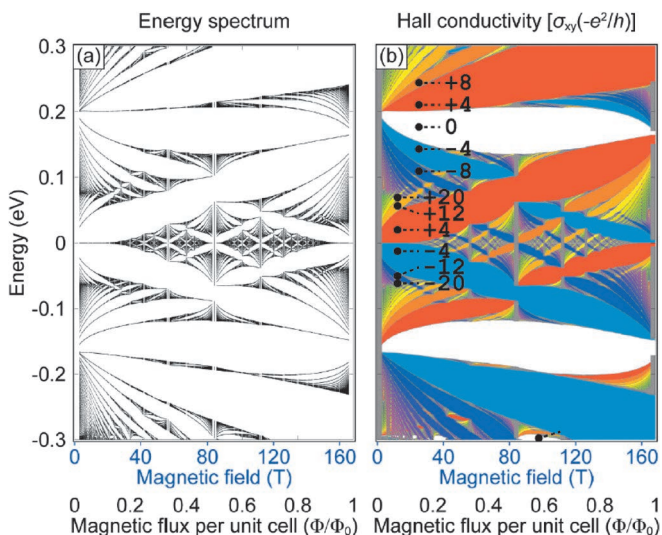 Energy spectrum
Hall conductivity [σxy(-e²/h)]
(a)
0.3
0.2
0.1
0
-0.1
-0.2
-0.3
Energy (eV)
0 40 80 120 160
Magnetic field (T)
0 0.2 0.4 0.6 0.8 1
Magnetic flux per unit cell (Φ/Φ0)
(b)
+8
+4
0
-4
-8
+20
+12
+4
-4
-12
-20
0 40 80 120 160
Magnetic field (T)
0 0.2 0.4 0.6 0.8 1
Magnetic flux per unit cell (Φ/Φ0)